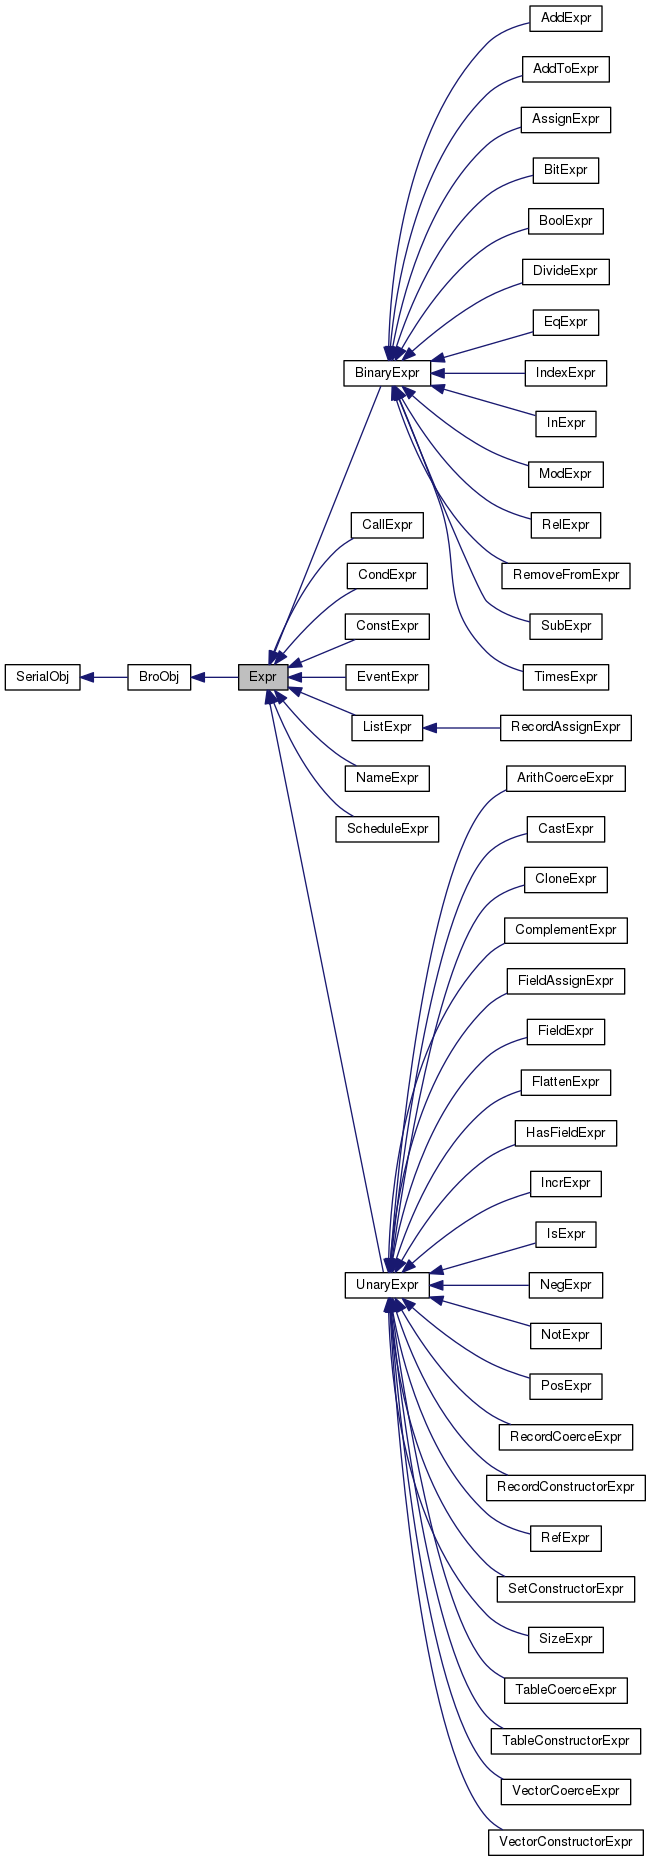 AddExpr
AddToExpr
AssignExpr
BitExpr
BoolExpr
DivideExpr
EqExpr
BinaryExpr
IndexExpr
InExpr
ModExpr
CallExpr
RelExpr
CondExpr
RemoveFromExpr
ConstExpr
SubExpr
SerialObj
BroObj
Expr
EventExpr
TimesExpr
ListExpr
RecordAssignExpr
NameExpr
ArithCoerceExpr
ScheduleExpr
CastExpr
CloneExpr
ComplementExpr
FieldAssignExpr
FieldExpr
FlattenExpr
HasFieldExpr
IncrExpr
IsExpr
UnaryExpr
NegExpr
NotExpr
PosExpr
RecordCoerceExpr
RecordConstructorExpr
RefExpr
SetConstructorExpr
SizeExpr
TableCoerceExpr
TableConstructorExpr
VectorCoerceExpr
VectorConstructorExpr